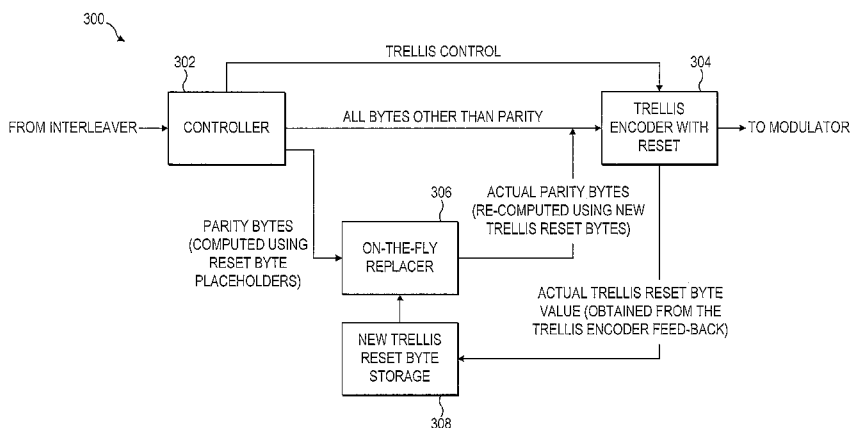 300
302
TRELLIS CONTROL
304
FROM INTERLEAVER
CONTROLLER
ALL BYTES OTHER THAN PARITY
TRELLIS
ENCODER WITH
RESET
TO MODULATOR
PARITY BYTES
(COMPUTED USING
RESET BYTE
PLACEHOLDERS)
306
ON-THE-FLY
REPLACER
ACTUAL PARITY BYTES
(RE-COMPUTED USING NEW
TRELLIS RESET BYTES)
ACTUAL TRELLIS RESET BYTE
VALUE (OBTAINED FROM THE
TRELLIS ENCODER FEED-BACK)
NEW TRELLIS
RESET BYTE
STORAGE
308